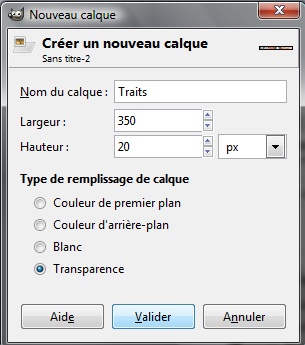 Nouveau calque
Créer un nouveau calque
Sans titre-2
Nom du calque : Traits
Largeur : 350
Hauteur : 20 px
Type de remplissage de calque
Couleur de premier plan
Couleur d'arrière-plan
Blanc
Transparence
Aide Valider Annuler